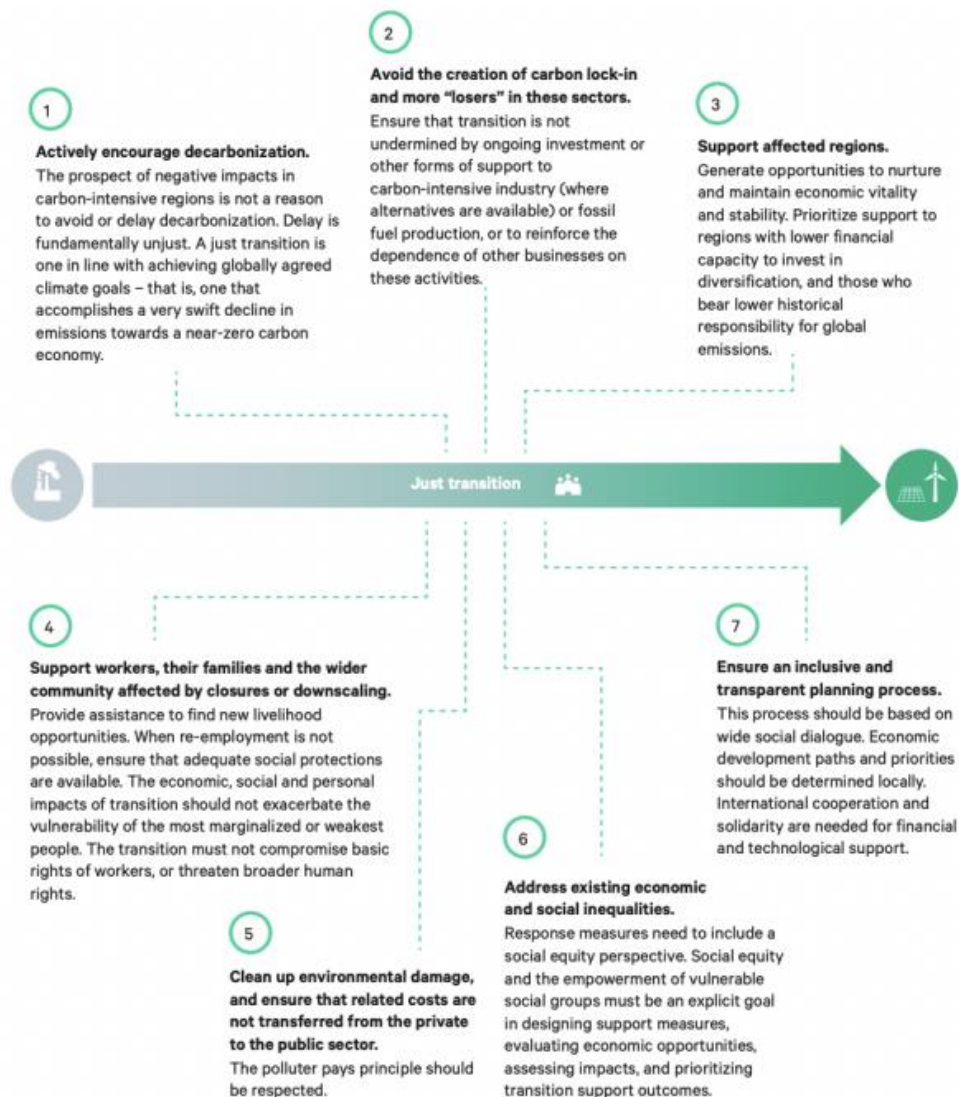 1
Actively encourage decarbonization.
The prospect of negative impacts in
carbon-intensive regions is not a reason
to avoid or delay decarbonization. Delay is
fundamentally unjust. A just transition is
one in line with achieving globally agreed
climate goals – that is, one that
accomplishes a very swift decline in
emissions towards a near-zero carbon
economy.
2
Avoid the creation of carbon lock-in
and more “losers” in these sectors.
Ensure that transition is not
undermined by ongoing investment or
other forms of support to
carbon-intensive industry (where
alternatives are available) or fossil
fuel production, or to reinforce the
dependence of other businesses on
these activities.
3
Support affected regions.
Generate opportunities to nurture
and maintain economic vitality
and stability. Prioritize support to
regions with lower financial
capacity to invest in
diversification, and those who
bear lower historical
responsibility for global
emissions.
Just transition
4
Support workers, their families and the wider
community affected by closures or downscaling.
Provide assistance to find new livelihood
opportunities. When re-employment is not
possible, ensure that adequate social protections
are available. The economic, social and personal
impacts of transition should not exacerbate the
vulnerability of the most marginalized or weakest
people. The transition must not compromise basic
rights of workers, or threaten broader human
rights.
5
Clean up environmental damage,
and ensure that related costs are
not transferred from the private
to the public sector.
The polluter pays principle should
be respected.
6
Address existing economic
and social inequalities.
Response measures need to include a
social equity perspective. Social equity
and the empowerment of vulnerable
social groups must be an explicit goal
in designing support measures,
evaluating economic opportunities,
assessing impacts, and prioritizing
transition support outcomes.
7
Ensure an inclusive and
transparent planning process.
This process should be based on
wide social dialogue. Economic
development paths and priorities
should be determined locally.
International cooperation and
solidarity are needed for financial
and technological support.